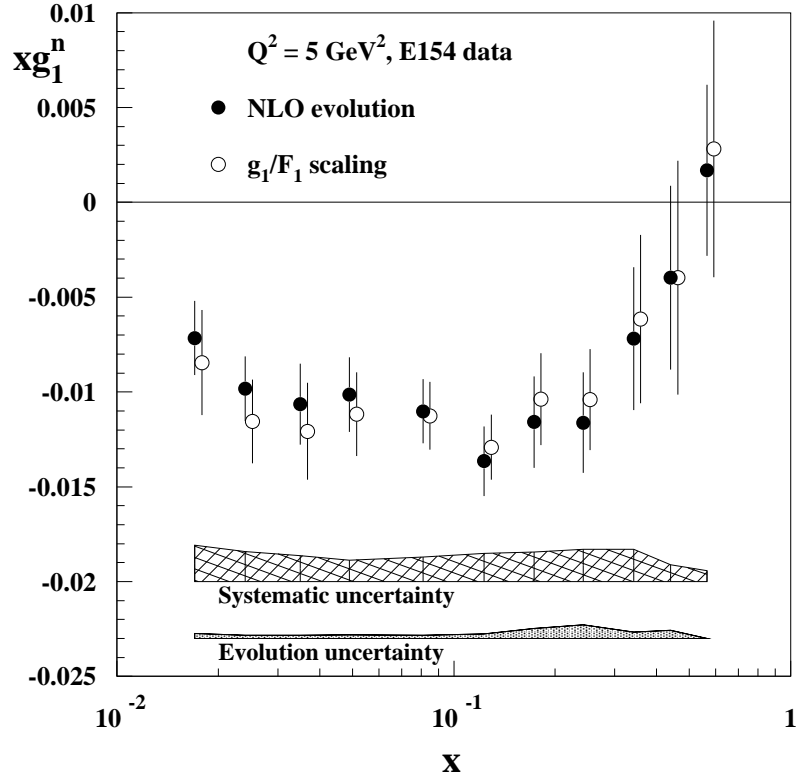 0.01
xg₁ⁿ
Q² = 5 GeV², E154 data
0.005
NLO evolution
g₁/F₁ scaling
0
-0.005
-0.01
-0.015
-0.02
Systematic uncertainty
Evolution uncertainty
-0.025
10⁻² 10⁻¹ 1
x